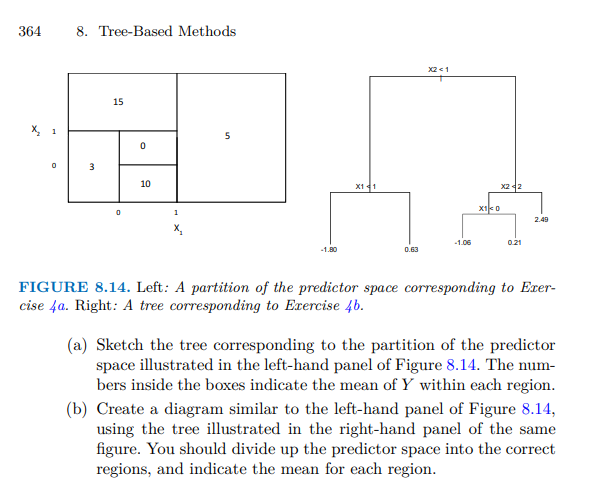 364 8. Tree-Based Methods
X2 < 1
15
X₂ 1
5
0
0 3
10
X1 < 1
X2 < 2
X1 < 0
0 1
2.49
X₁
-1.06 0.21
-1.80 0.63
FIGURE 8.14. Left: A partition of the predictor space corresponding to Exer-
cise 4a. Right: A tree corresponding to Exercise 4b.
(a) Sketch the tree corresponding to the partition of the predictor
space illustrated in the left-hand panel of Figure 8.14. The num-
bers inside the boxes indicate the mean of Y within each region.
(b) Create a diagram similar to the left-hand panel of Figure 8.14,
using the tree illustrated in the right-hand panel of the same
figure. You should divide up the predictor space into the correct
regions, and indicate the mean for each region.